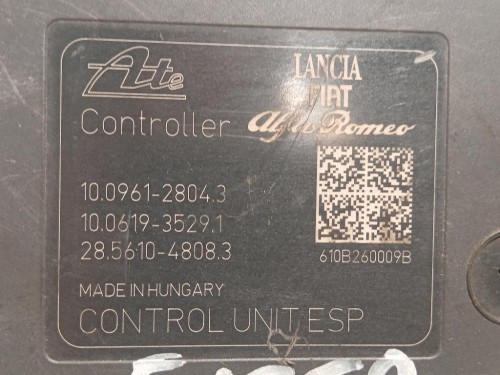 Ate
LANCIA
FIAT
Alfa Romeo
Controller
10.0961-2804.3
10.0619-3529.1
28.5610-4808.3
610B260009B
MADE IN HUNGARY
CONTROL UNIT ESP